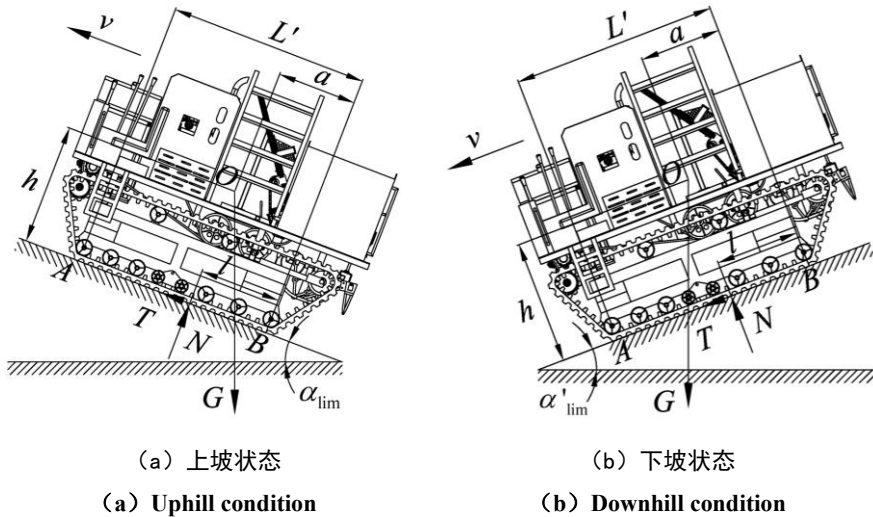 v
L'
a
h
O
l
A
T
N
B
G
α_lim
v
L'
a
h
O
l
A
T
N
B
G
α'_lim
(a)上坡状态
(b)下坡状态
(a)Uphill condition
(b)Downhill condition